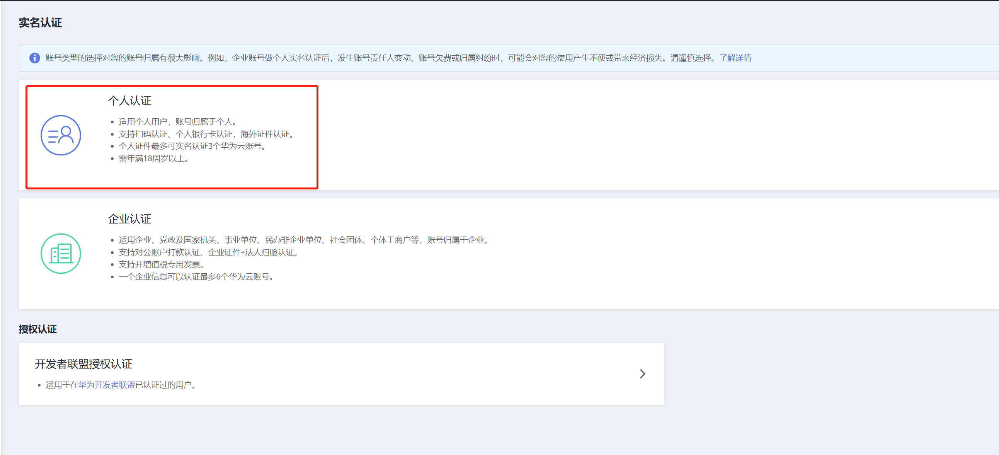 实名认证
账号类型的选择对您的账号归属有很大影响。例如，企业账号做个人实名认证后，发生账号责任人变动、账号欠费或归属纠纷时，可能会对您的使用产生不便或带来经济损失。请谨慎选择。了解详情
个人认证
• 适用个人用户，账号归属于个人。
• 支持扫码认证、个人银行卡认证，海外证件认证。
• 个人证件最多可实名认证3个华为云账号。
• 需年满18周岁以上。
企业认证
• 适用企业、党政及国家机关、事业单位、民办非企业单位、社会团体、个体工商户等，账号归属于企业。
• 支持对公账户打款认证、企业证件+法人扫脸认证。
• 支持开增值税专用发票。
• 一个企业信息可以认证最多6个华为云账号。
授权认证
开发者联盟授权认证
• 适用于在华为开发者联盟已认证过的用户。